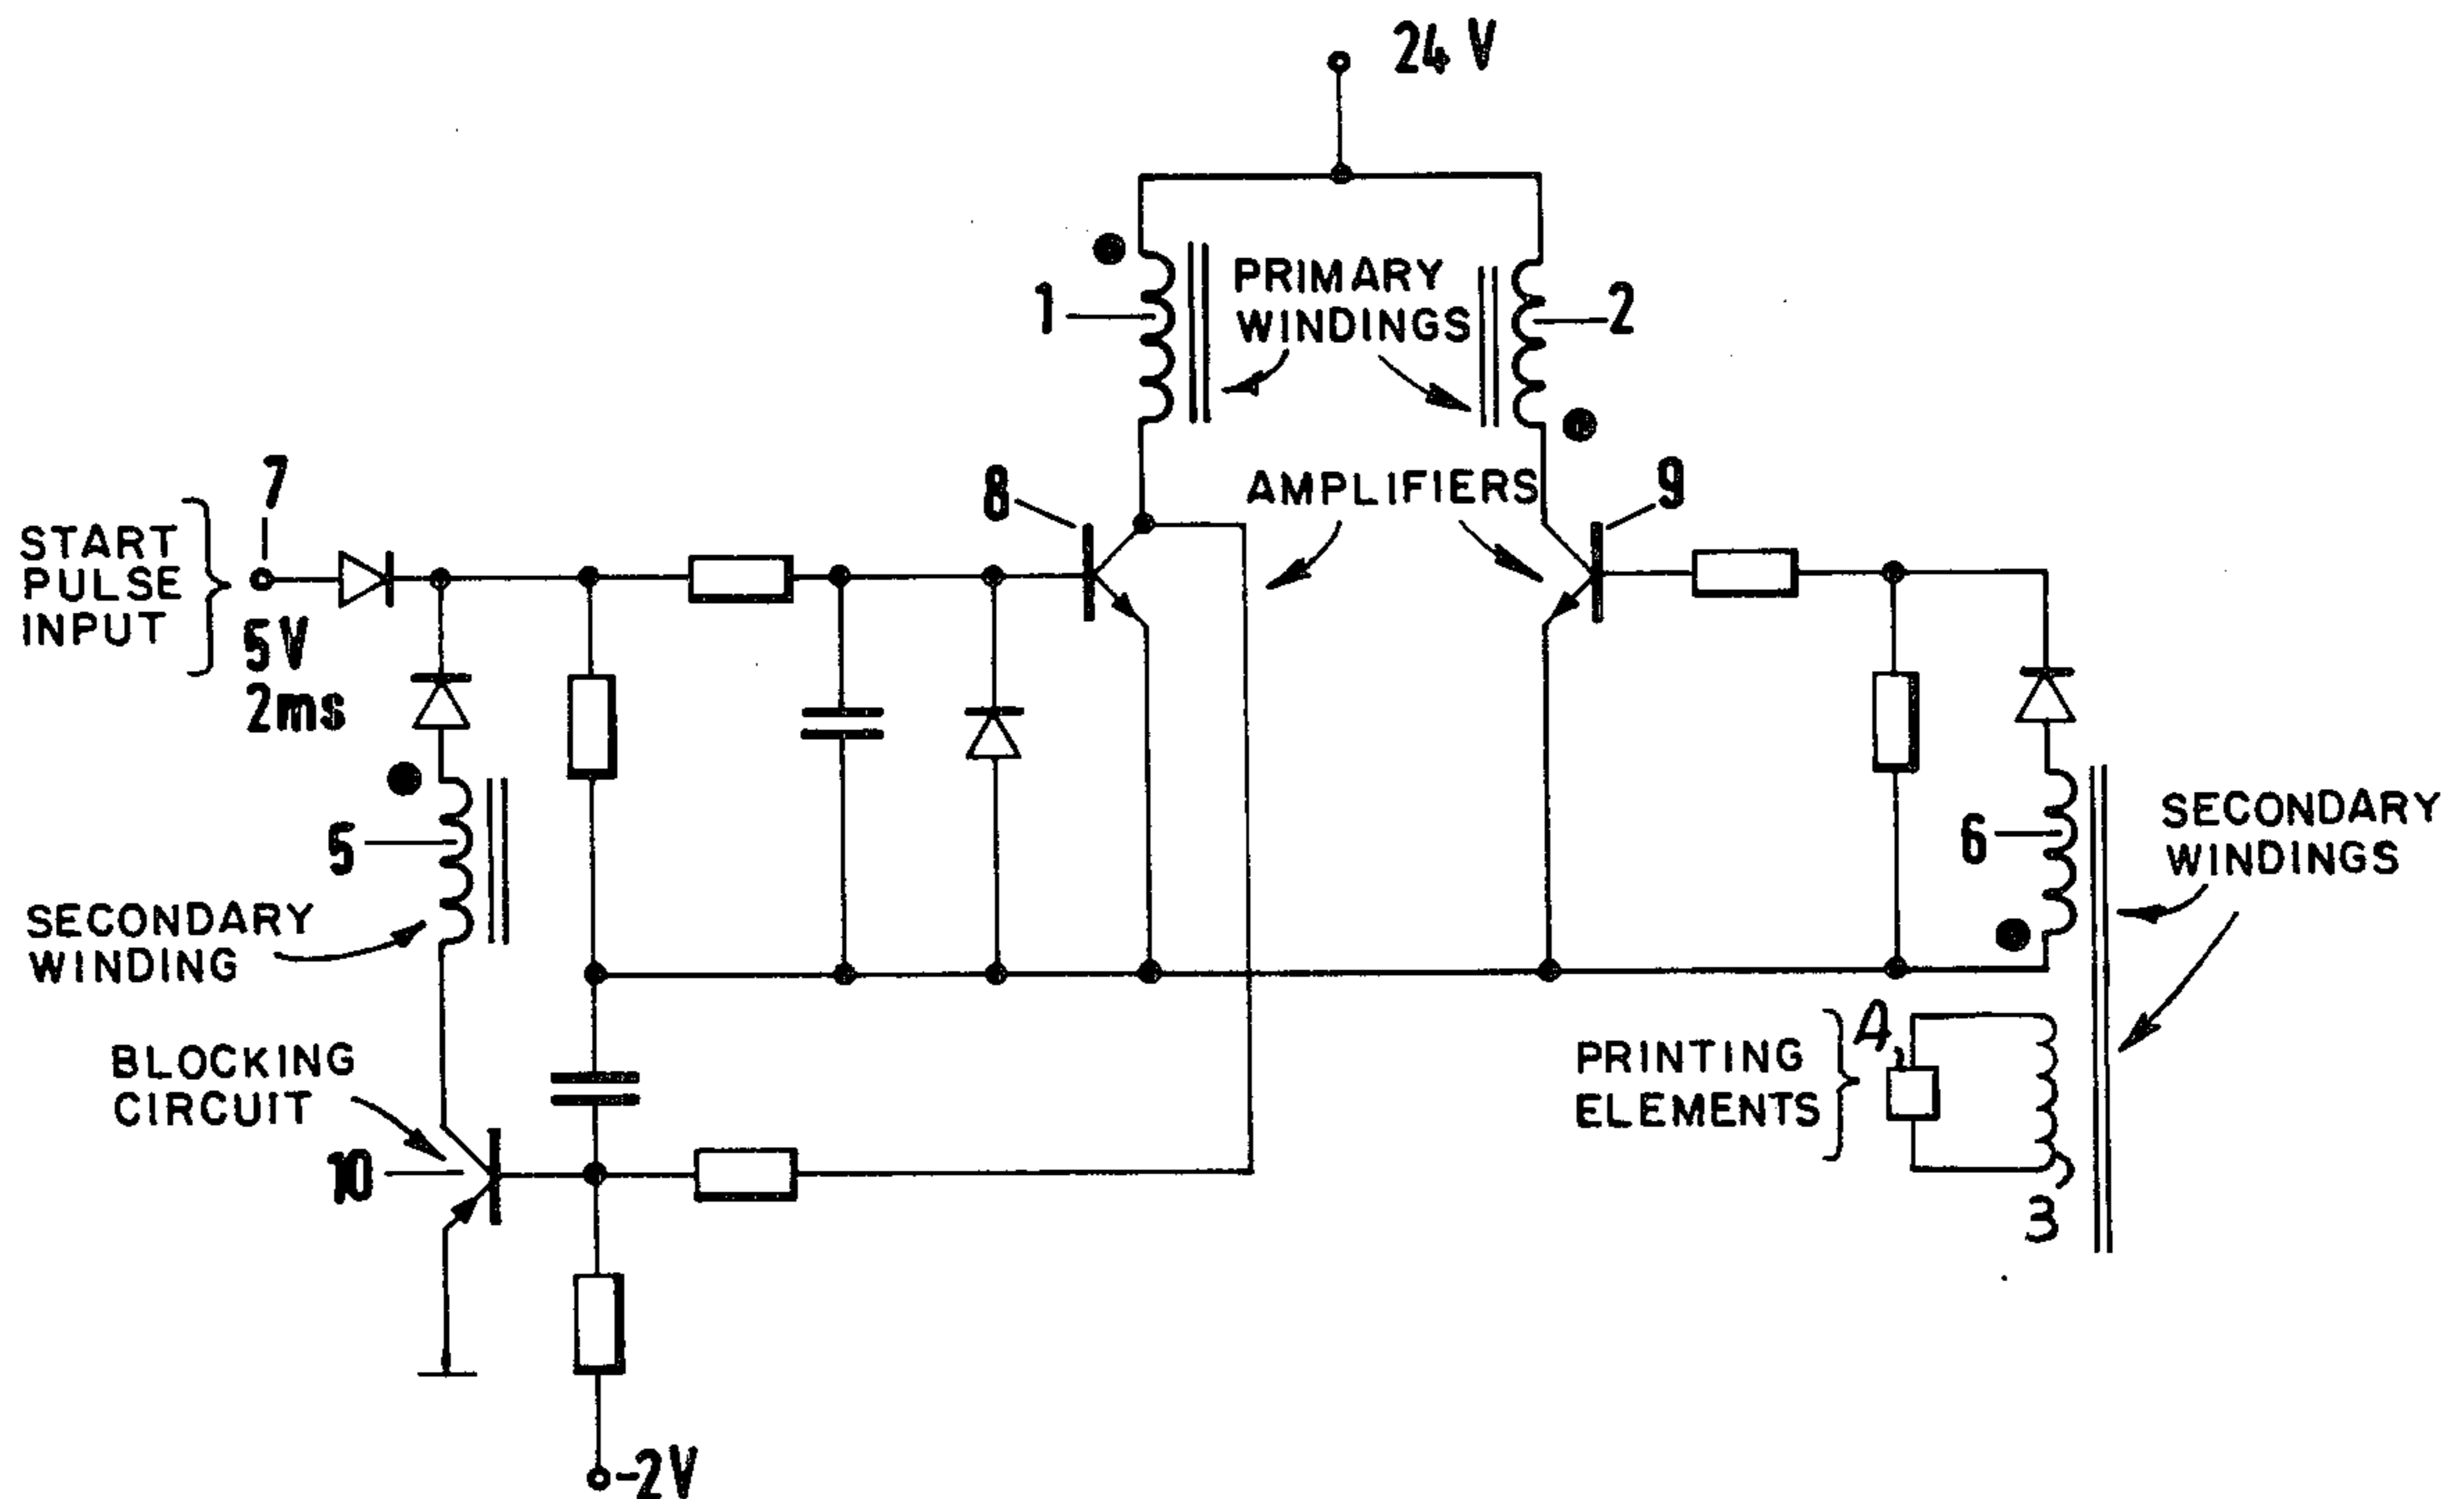 24 V
1
PRIMARY
WINDINGS
2
7
START
PULSE
INPUT
5V
2ms
8
AMPLIFIERS
9
5
SECONDARY
WINDING
6
SECONDARY
WINDINGS
BLOCKING
CIRCUIT
10
PRINTING
ELEMENTS
4
3
-2V